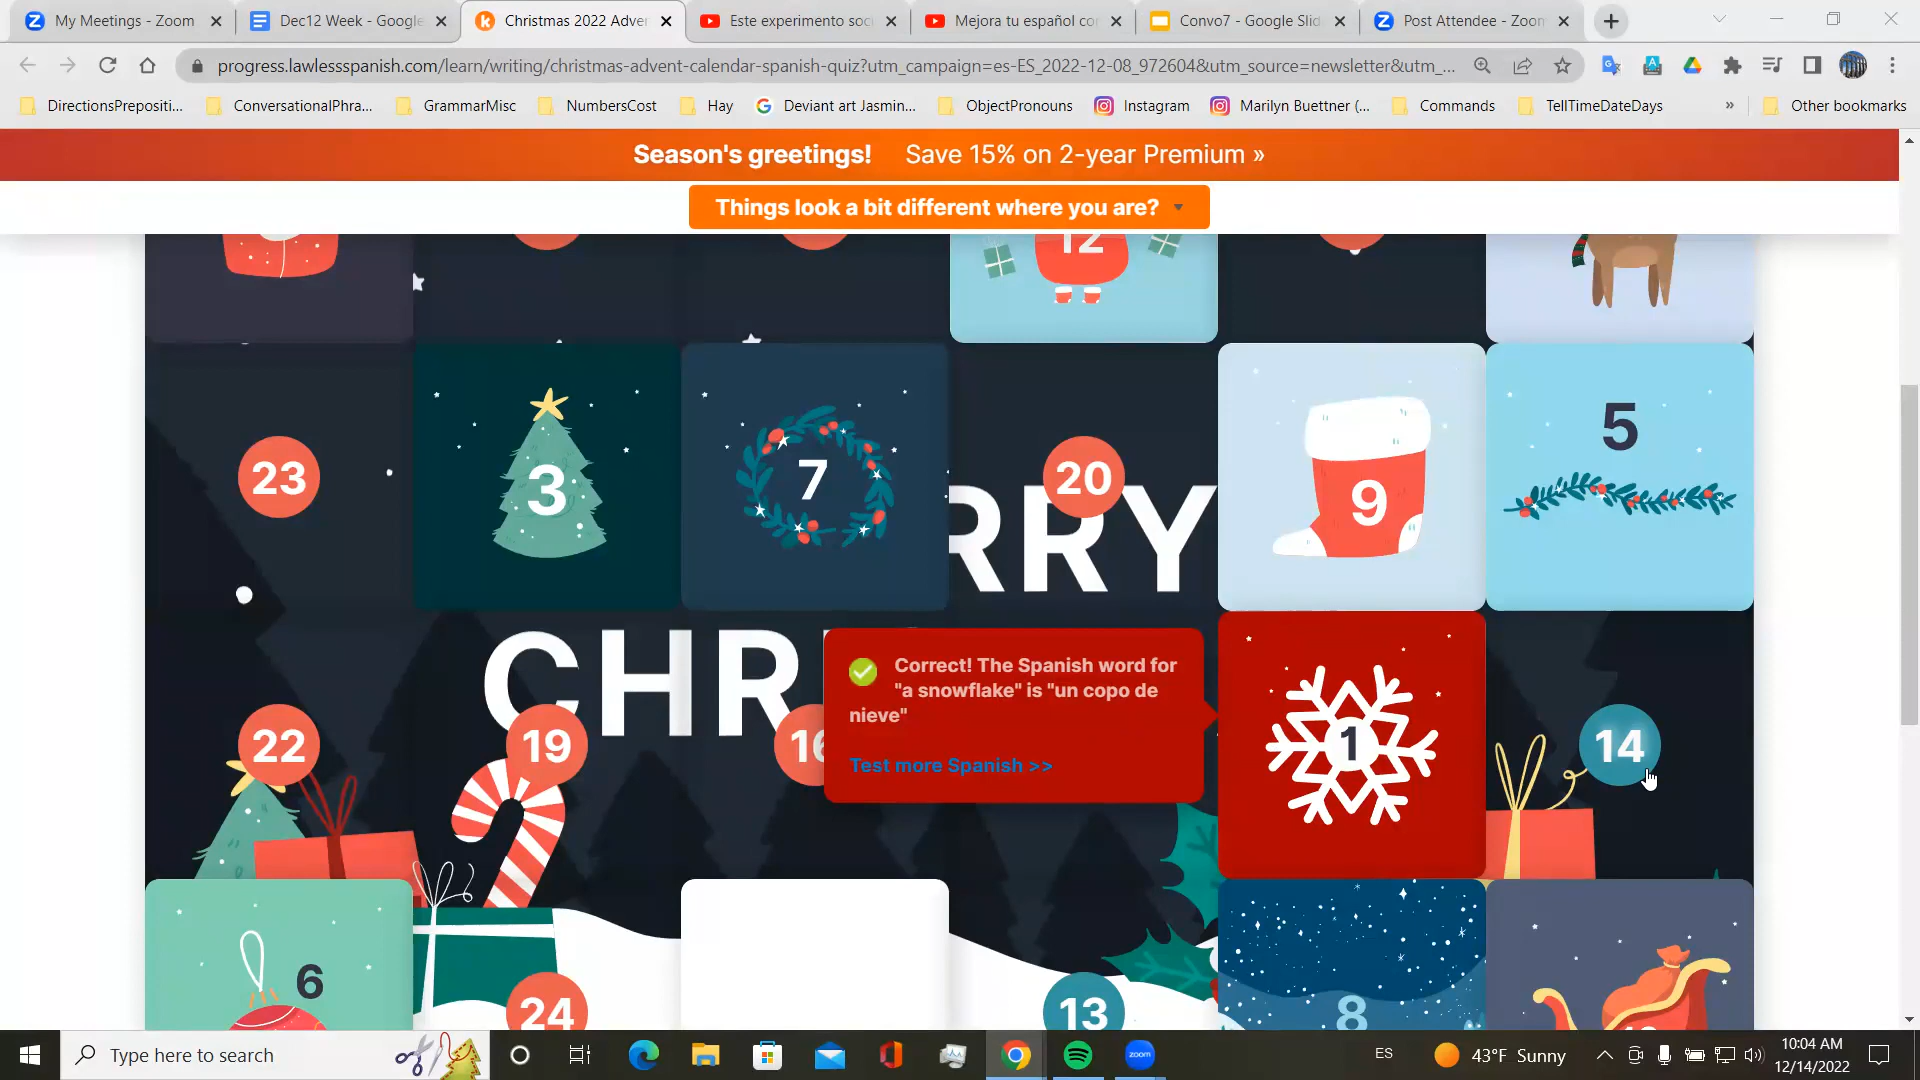 My Meetings - Zoom
Dec12 Week - Google
Christmas 2022 Adver
Este experimento soc
Mejora tu español co
Convo7 - Google Slid
Post Attendee - Zoom
progress.lawlessspanish.com/learn/writing/christmas-advent-calendar-spanish-quiz?utm_campaign=es-ES_2022-12-08_972604&utm_source=newsletter&utm_...
DirectionsPrepositi...
ConversationalPhra...
GrammarMisc
NumbersCost
Hay
Deviant art Jasmin...
ObjectPronouns
Instagram
Marilyn Buettner (...
Commands
TellTimeDateDays
»
Other bookmarks
Season's greetings! Save 15% on 2-year Premium »
Things look a bit different where you are?
12
23
3
7
20
9
5
RRY
CHR
22
19
16
Correct! The Spanish word for
"a snowflake" is "un copo de
nieve"
Test more Spanish >>
1
14
6
24
13
8
Type here to search
zoom
ES
43°F Sunny
10:04 AM
12/14/2022